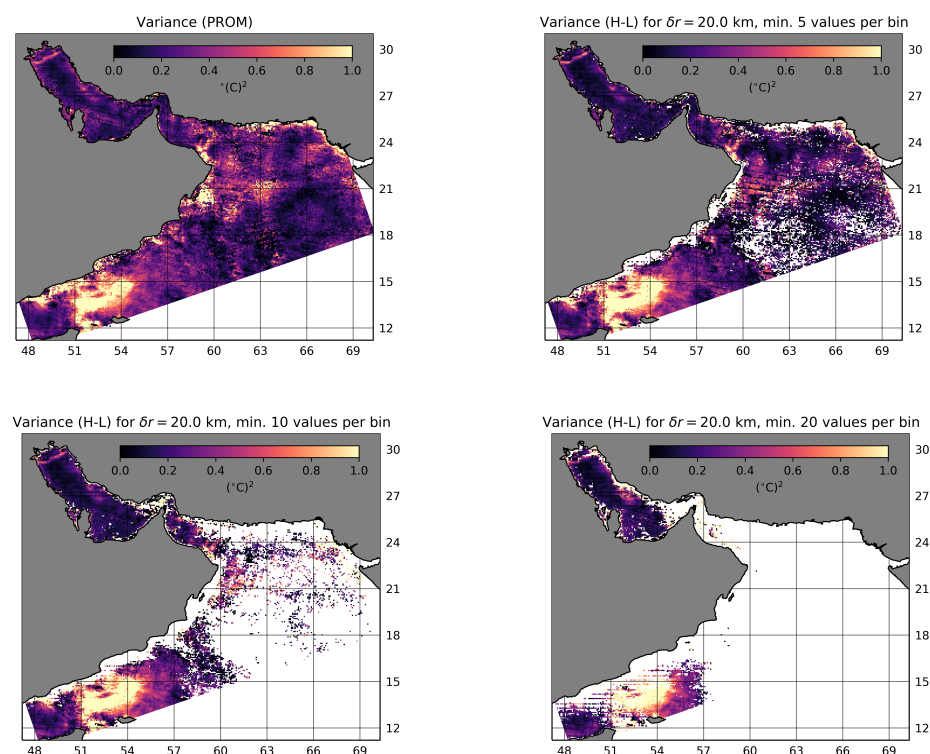 Variance (PROM)
0.0 0.2 0.4 0.6 0.8 1.0
°(C)²
30
27
24
21
18
15
12
48 51 54 57 60 63 66 69
Variance (H-L) for δr = 20.0 km, min. 5 values per bin
0.0 0.2 0.4 0.6 0.8 1.0
(°C)²
30
27
24
21
18
15
12
48 51 54 57 60 63 66 69
Variance (H-L) for δr = 20.0 km, min. 10 values per bin
0.0 0.2 0.4 0.6 0.8 1.0
(°C)²
30
27
24
21
18
15
12
48 51 54 57 60 63 66 69
Variance (H-L) for δr = 20.0 km, min. 20 values per bin
0.0 0.2 0.4 0.6 0.8 1.0
(°C)²
30
27
24
21
18
15
12
48 51 54 57 60 63 66 69